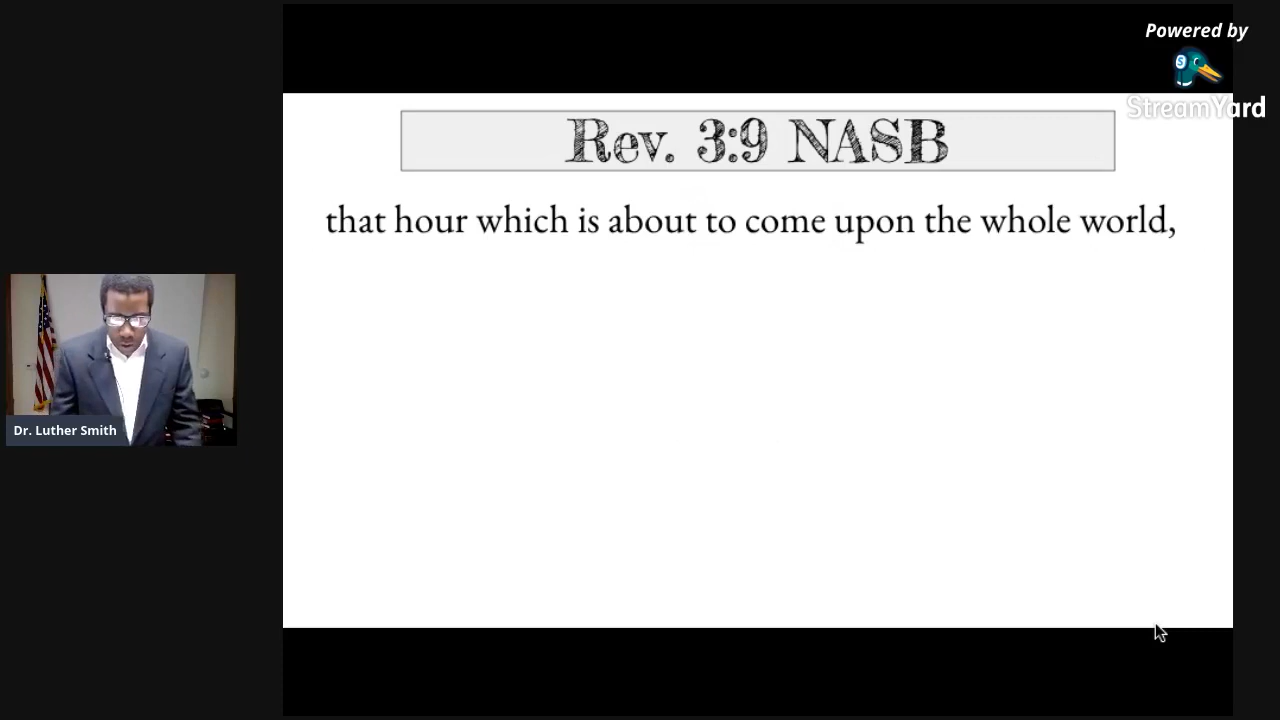 Powered by
StreamYard
Rev. 3:9 NASB
that hour which is about to come upon the whole world,
Dr. Luther Smith